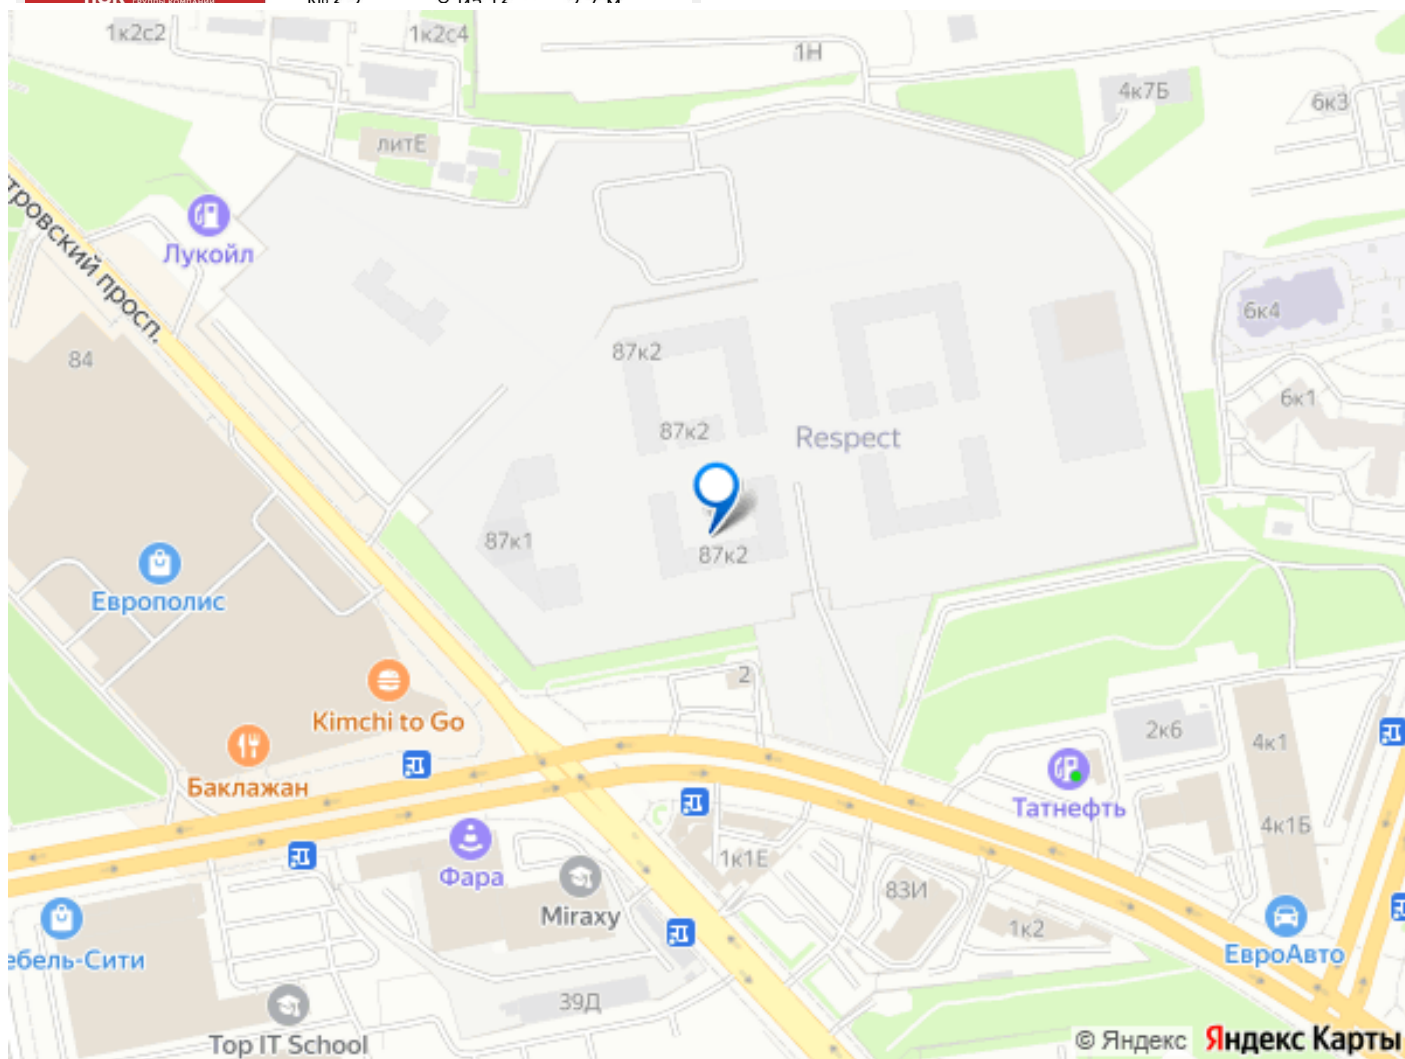 1к2с2
1к2с4
1Н
4к7Б
6к3
литЕ
тровский просп.
Лукойл
6к4
84
87к2
6к1
87к2
Respect
87к1
87к2
Европолис
2
Kimchi to Go
2к6
4к1
Баклажан
Татнефть
4к1Б
1к1Е
Фара
83И
Miraxy
1к2
ебель-Сити
ЕвроАвто
39Д
Top IT School
© Яндекс Яндекс Карты